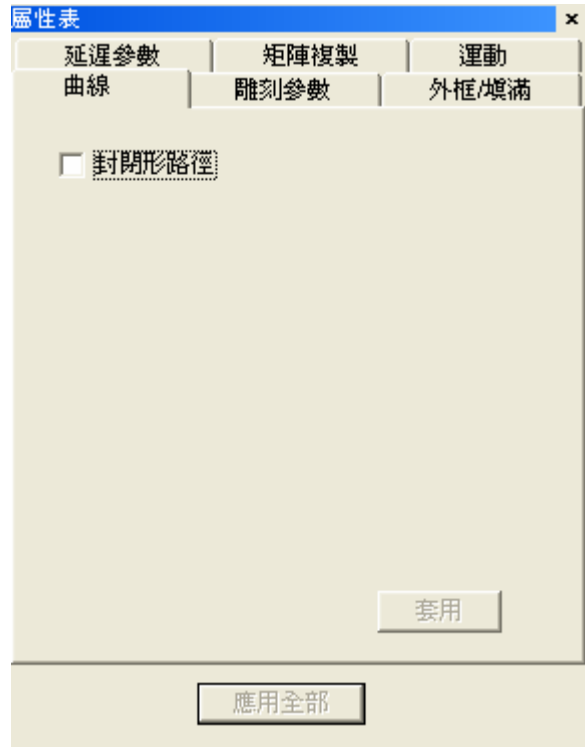 屬性表
延遲參數 矩陣複製 運動
曲線 雕刻參數 外框/填滿
封閉形路徑
套用
應用全部